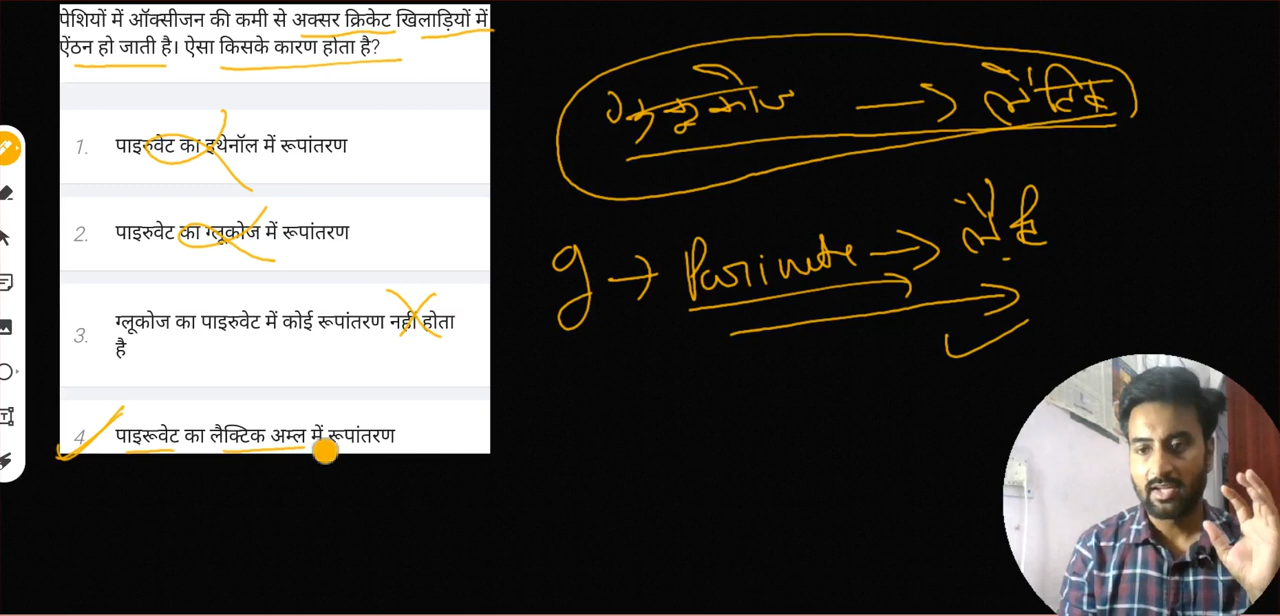 पेशियों में ऑक्सीजन की कमी से अक्सर क्रिकेट खिलाड़ियों में
ऐंठन हो जाती है। ऐसा किसके कारण होता है?
1. पाइरुवेट का इथेनॉल में रूपांतरण
2. पाइरुवेट का ग्लूकोज में रूपांतरण
3. ग्लूकोज का पाइरुवेट में कोई रूपांतरण नही होता
है
4 पाइरूवेट का लैक्टिक अम्ल में रूपांतरण
→ लैक्टिक
g → Parinate →